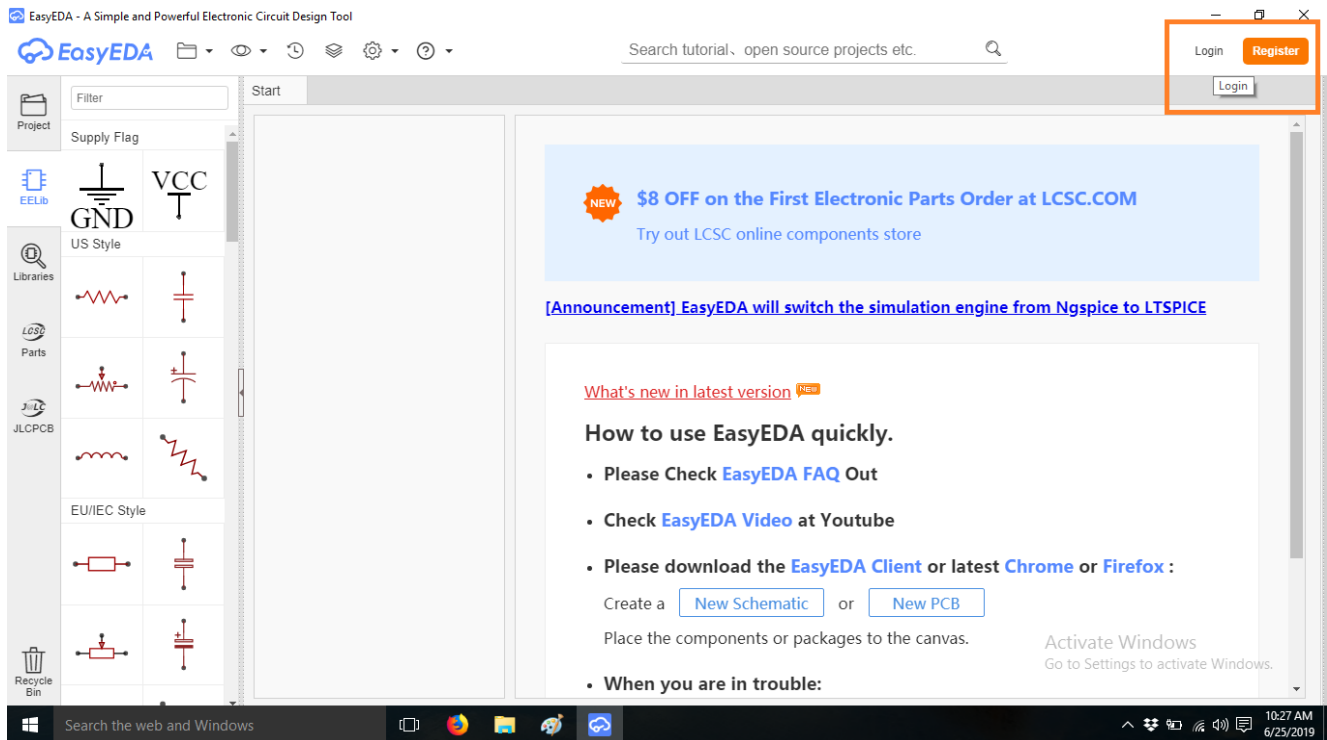 EasyEDA - A Simple and Powerful Electronic Circuit Design Tool
EasyEDA
Search tutorial、open source projects etc.
Login
Register
Login
Project
EELib
Libraries
LCSC
Parts
JLCPCB
Recycle
Bin
Filter
Supply Flag
GND
VCC
US Style
EU/IEC Style
Start
NEW
$8 OFF on the First Electronic Parts Order at LCSC.COM
Try out LCSC online components store
[Announcement] EasyEDA will switch the simulation engine from Ngspice to LTSPICE
What's new in latest version NEW
How to use EasyEDA quickly.
• Please Check EasyEDA FAQ Out
• Check EasyEDA Video at Youtube
• Please download the EasyEDA Client or latest Chrome or Firefox :
Create a New Schematic or New PCB
Place the components or packages to the canvas.
• When you are in trouble:
Activate Windows
Go to Settings to activate Windows.
Search the web and Windows
10:27 AM
6/25/2019